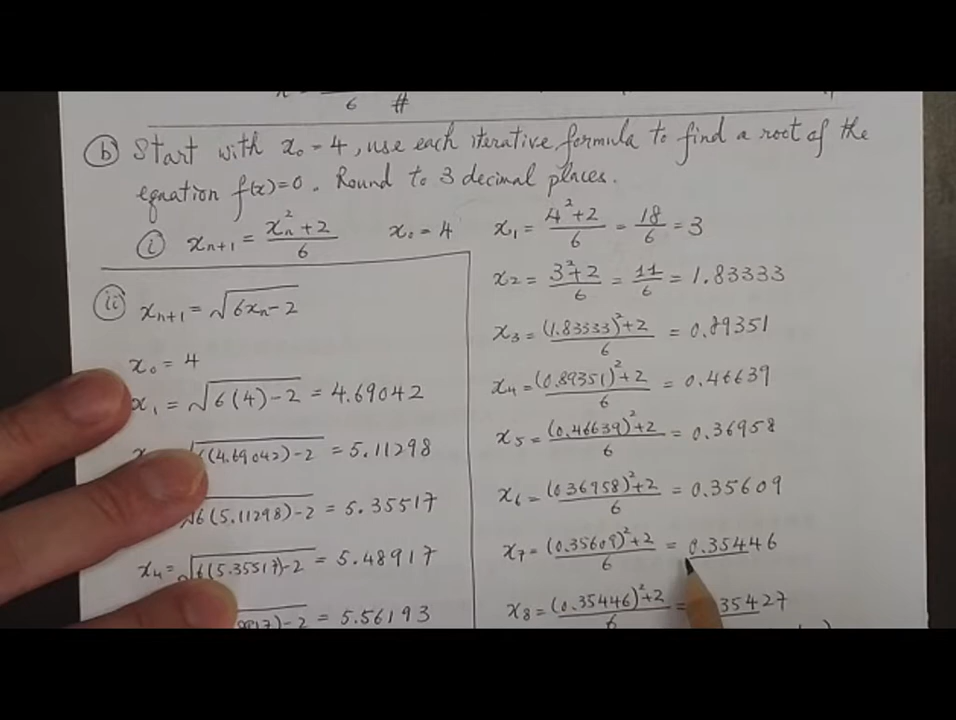 6 #
ⓑ Start with x₀ = 4, use each iterative formula to find a root of the
equation f(x)=0. Round to 3 decimal places.
ⓘ xₙ₊₁ = (xₙ² + 2)/6   x₀ = 4
x₁ = (4² + 2)/6 = 18/6 = 3
x₂ = (3² + 2)/6 = 11/6 = 1.83333
x₃ = ((1.83333)² + 2)/6 = 0.89351
x₄ = ((0.89351)² + 2)/6 = 0.46639
x₅ = ((0.46639)² + 2)/6 = 0.36958
x₆ = ((0.36958)² + 2)/6 = 0.35609
x₇ = ((0.35609)² + 2)/6 = 0.35446
x₈ = ((0.35446)² + 2)/6 = 35427
ⓘⓘ xₙ₊₁ = √(6xₙ − 2)
x₀ = 4
x₁ = √(6(4) − 2) = 4.69042
√(6(4.69042) − 2) = 5.11298
√(6(5.11298) − 2) = 5.35517
x₄ = √(6(5.35517) − 2) = 5.48917
917) − 2 = 5.56193